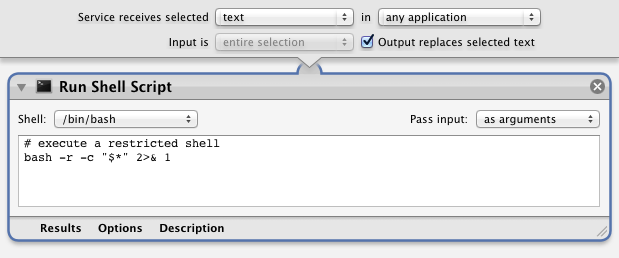 Service receives selected text in any application
Input is entire selection Output replaces selected text
Run Shell Script
Shell: /bin/bash Pass input: as arguments
# execute a restricted shell
bash -r -c "$*" 2>& 1
Results Options Description